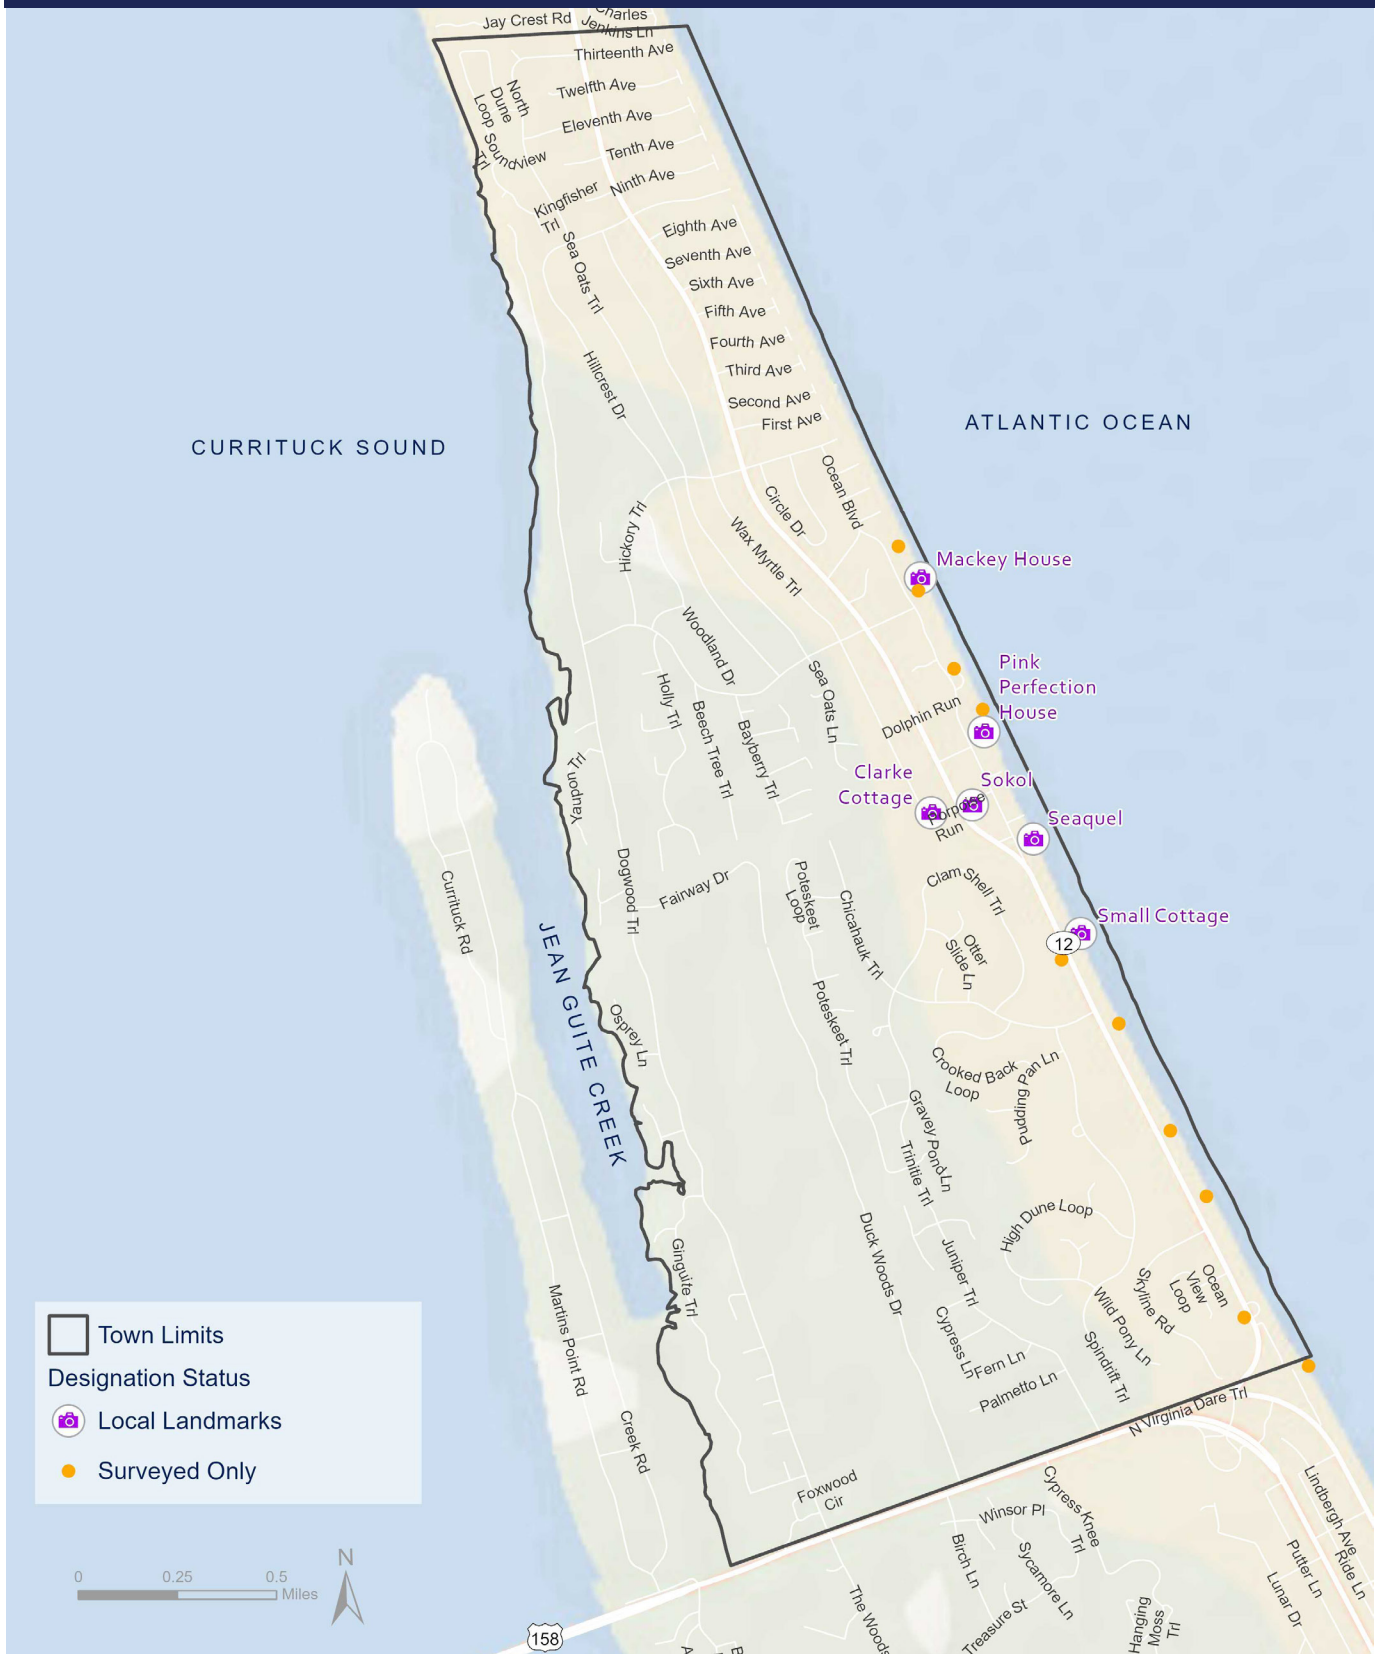 Jay Crest Rd
Charles
Jenkins Ln
Thirteenth Ave
North
Dune
Loop
Twelfth Ave
Eleventh Ave
Tenth Ave
Soundview
Trl
Ninth Ave
Kingfisher
Trl
Eighth Ave
Sea Oats Trl
Seventh Ave
Sixth Ave
Fifth Ave
Fourth Ave
Third Ave
Hillcrest Dr
Second Ave
First Ave
ATLANTIC OCEAN
CURRITUCK SOUND
Ocean Blvd
Circle Dr
Hickory Trl
Wax Myrtle Trl
Mackey House
Woodland Dr
Pink
Perfection
House
Sea Oats Ln
Holly Trl
Beech Tree Trl
Dolphin Run
Bayberry Trl
Yaupon Trl
Clarke
Cottage
Sokol
Porpoise
Run
Seaquel
Dogwood Trl
Fairway Dr
Poteskeet
Loop
Chicahauk Trl
Clam Shell Trl
Currituck Rd
Small Cottage
12
Otter
Slide Ln
JEAN GUITE CREEK
Poteskeet Trl
Osprey Ln
Crooked Back
Loop
Pudding Pan Ln
Gravey Pond Ln
Trinitie Trl
High Dune Loop
Duck Woods Dr
Juniper Trl
Ginguite Trl
Ocean
View
Loop
Skyline Rd
Wild Pony Ln
Martins Point Rd
Cypress Ln
Fern Ln
Spindrift Trl
Palmetto Ln
N Virginia Dare Trl
Town Limits
Designation Status
Local Landmarks
Surveyed Only
Creek Rd
Foxwood
Cir
Cypress Knee
Trl
Lindbergh Ave
Winsor Pl
Birch Ln
Sycamore Ln
Putter Ln
Ride Ln
Lunar Dr
N
0
0.25
0.5
Miles
The Woods
Treasure St
Hanging
Moss
Trl
158